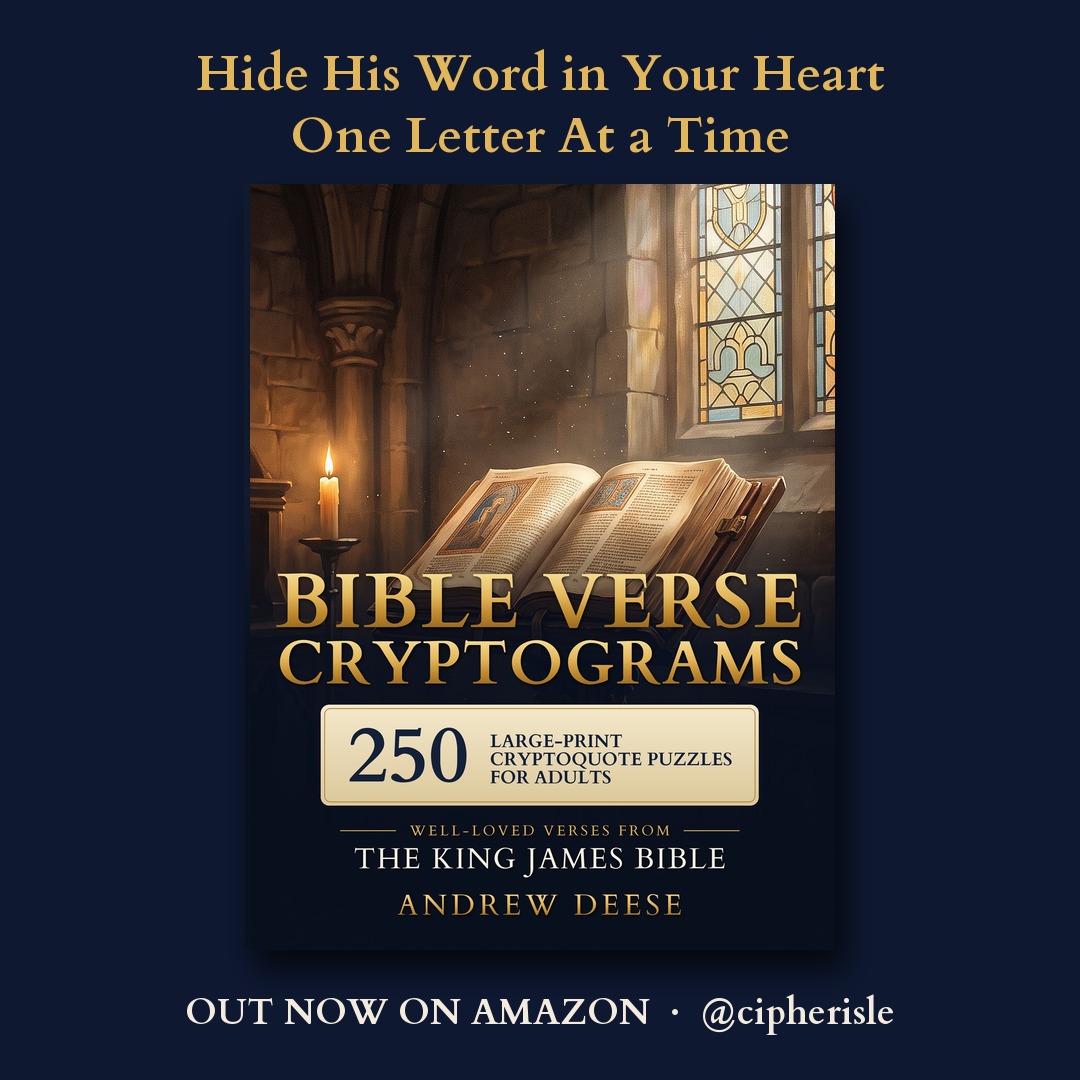 Hide His Word in Your Heart
One Letter At a Time
BIBLE VERSE
CRYPTOGRAMS
250
LARGE-PRINT
CRYPTOQUOTE PUZZLES
FOR ADULTS
WELL-LOVED VERSES FROM
THE KING JAMES BIBLE
ANDREW DEESE
OUT NOW ON AMAZON · @cipherisle